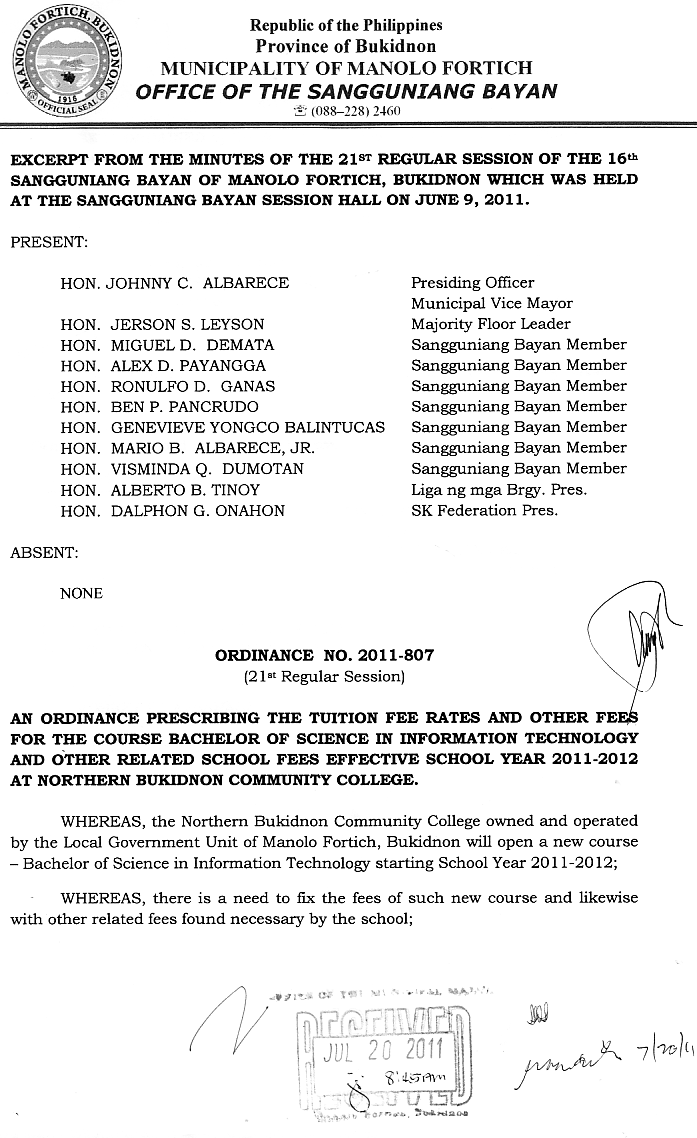 MANOLO FORTICH, BUKIDNON
1916
OFFICIAL SEAL
Republic of the Philippines
Province of Bukidnon
MUNICIPALITY OF MANOLO FORTICH
OFFICE OF THE SANGGUNIANG BAYAN
☏ (088–228) 2460
EXCERPT FROM THE MINUTES OF THE 21ST REGULAR SESSION OF THE 16th
SANGGUNIANG BAYAN OF MANOLO FORTICH, BUKIDNON WHICH WAS HELD
AT THE SANGGUNIANG BAYAN SESSION HALL ON JUNE 9, 2011.
PRESENT:
HON. JOHNNY C. ALBARECE Presiding Officer
Municipal Vice Mayor
HON. JERSON S. LEYSON Majority Floor Leader
HON. MIGUEL D. DEMATA Sangguniang Bayan Member
HON. ALEX D. PAYANGGA Sangguniang Bayan Member
HON. RONULFO D. GANAS Sangguniang Bayan Member
HON. BEN P. PANCRUDO Sangguniang Bayan Member
HON. GENEVIEVE YONGCO BALINTUCAS Sangguniang Bayan Member
HON. MARIO B. ALBARECE, JR. Sangguniang Bayan Member
HON. VISMINDA Q. DUMOTAN Sangguniang Bayan Member
HON. ALBERTO B. TINOY Liga ng mga Brgy. Pres.
HON. DALPHON G. ONAHON SK Federation Pres.
ABSENT:
NONE
ORDINANCE NO. 2011-807
(21st Regular Session)
AN ORDINANCE PRESCRIBING THE TUITION FEE RATES AND OTHER FEES
FOR THE COURSE BACHELOR OF SCIENCE IN INFORMATION TECHNOLOGY
AND OTHER RELATED SCHOOL FEES EFFECTIVE SCHOOL YEAR 2011-2012
AT NORTHERN BUKIDNON COMMUNITY COLLEGE.
WHEREAS, the Northern Bukidnon Community College owned and operated
by the Local Government Unit of Manolo Fortich, Bukidnon will open a new course
– Bachelor of Science in Information Technology starting School Year 2011-2012;
WHEREAS, there is a need to fix the fees of such new course and likewise
with other related fees found necessary by the school;
OFFICE OF THE MUNICIPAL MAYOR
RECEIVED
JUL 20 2011
8:45AM
RECEIVED
Manolo Fortich, Bukidnon
7/20/11